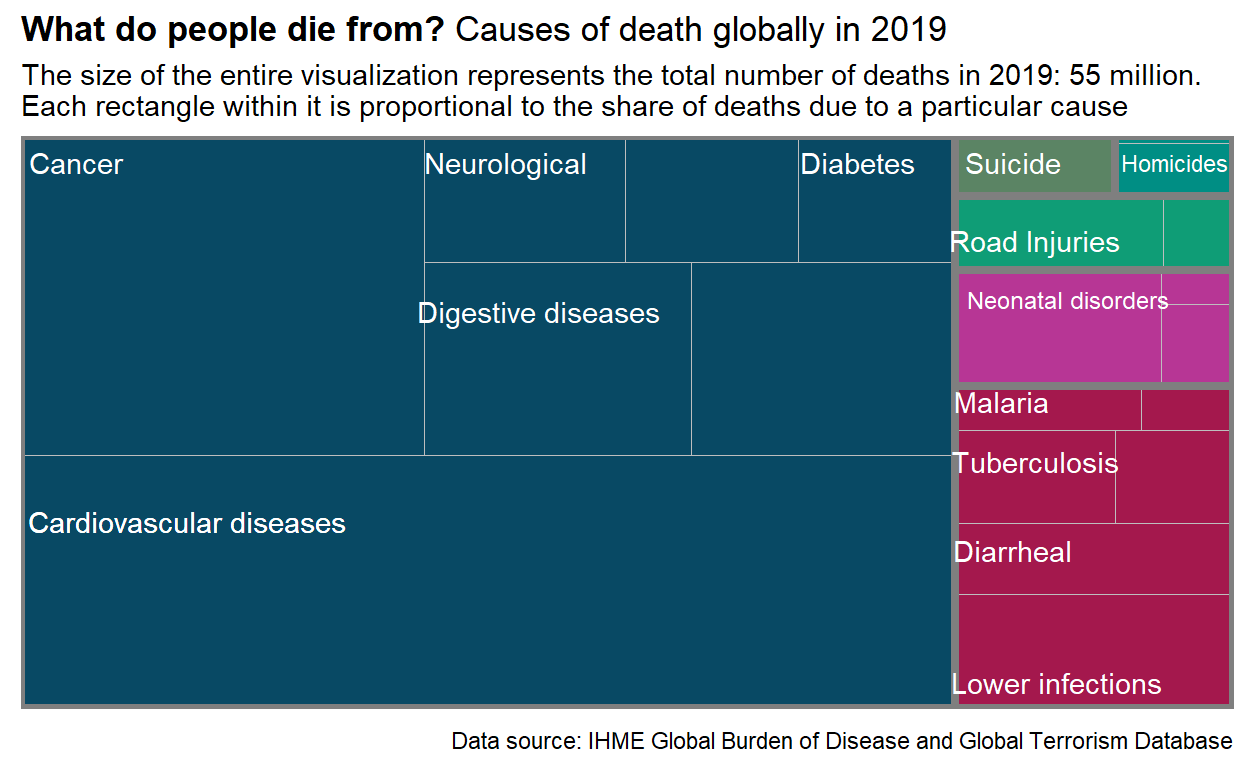 What do people die from? Causes of death globally in 2019
The size of the entire visualization represents the total number of deaths in 2019: 55 million.
Each rectangle within it is proportional to the share of deaths due to a particular cause
Cancer
Neurological
Diabetes
Suicide
Homicides
Road Injuries
Digestive diseases
Neonatal disorders
Malaria
Tuberculosis
Cardiovascular diseases
Diarrheal
Lower infections
Data source: IHME Global Burden of Disease and Global Terrorism Database